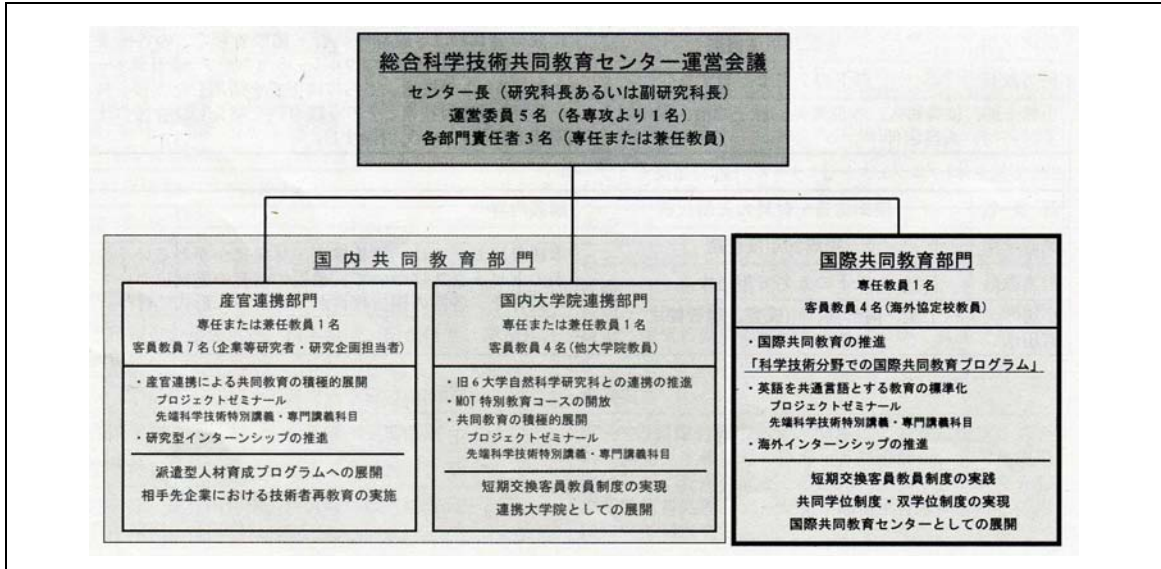 総合科学技術共同教育センター運営会議
センター長（研究科長あるいは副研究科長）
運営委員5名（各専攻より1名）
各部門責任者3名（専任または兼任教員）
国内共同教育部門
産官連携部門
専任または兼任教員1名
客員教員7名(企業等研究者・研究企画担当者)
・産官連携による共同教育の積極的展開
プロジェクトゼミナール
先端科学技術特別講義・専門講義科目
・研究型インターンシップの推進
派遣型人材育成プログラムへの展開
相手先企業における技術者再教育の実施
国内大学院連携部門
専任または兼任教員1名
客員教員4名(他大学院教員)
・旧6大学自然科学研究科との連携の推進
・MOT特別教育コースの開放
・共同教育の積極的展開
プロジェクトゼミナール
先端科学技術特別講義・専門講義科目
短期交換客員教員制度の実現
連携大学院としての展開
国際共同教育部門
専任教員1名
客員教員4名(海外協定校教員)
・国際共同教育の推進
「科学技術分野での国際共同教育プログラム」
・英語を共通言語とする教育の標準化
プロジェクトゼミナール
先端科学技術特別講義・専門講義科目
・海外インターンシップの推進
短期交換客員教員制度の実践
共同学位制度・双学位制度の実現
国際共同教育センターとしての展開